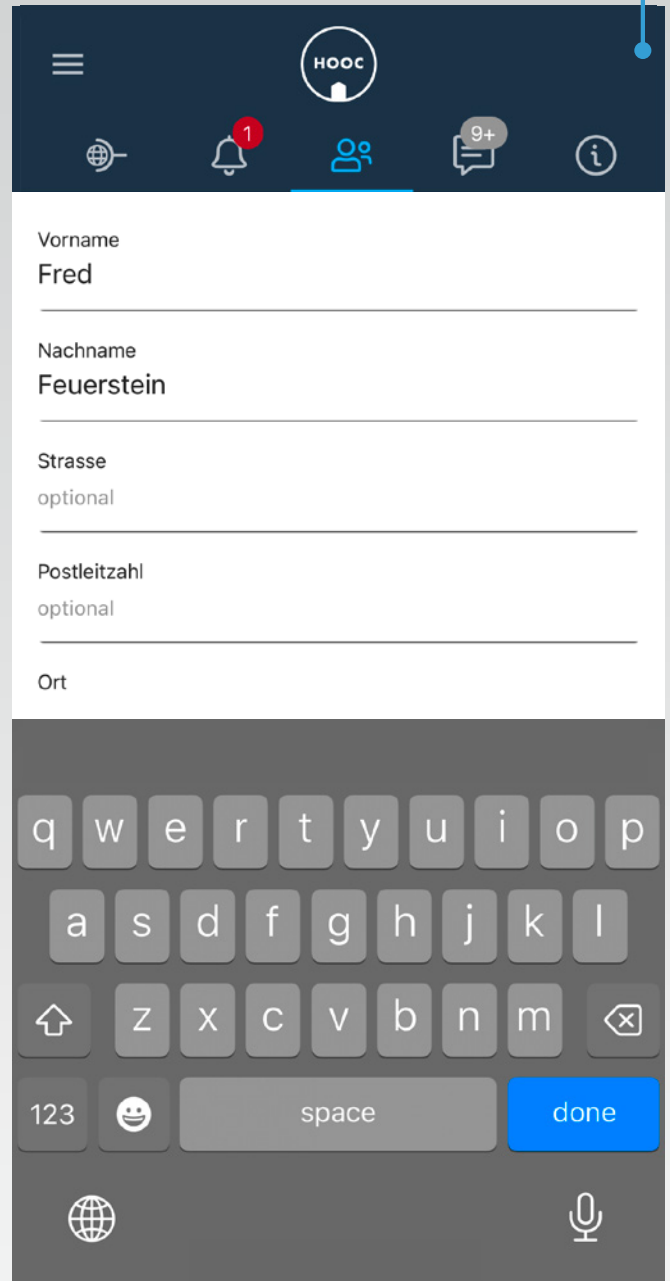 HOOC
1
9+
i
Vorname
Fred
Nachname
Feuerstein
Strasse
optional
Postleitzahl
optional
Ort
q w e r t y u i o p
a s d f g h j k l
z x c v b n m
123 space done